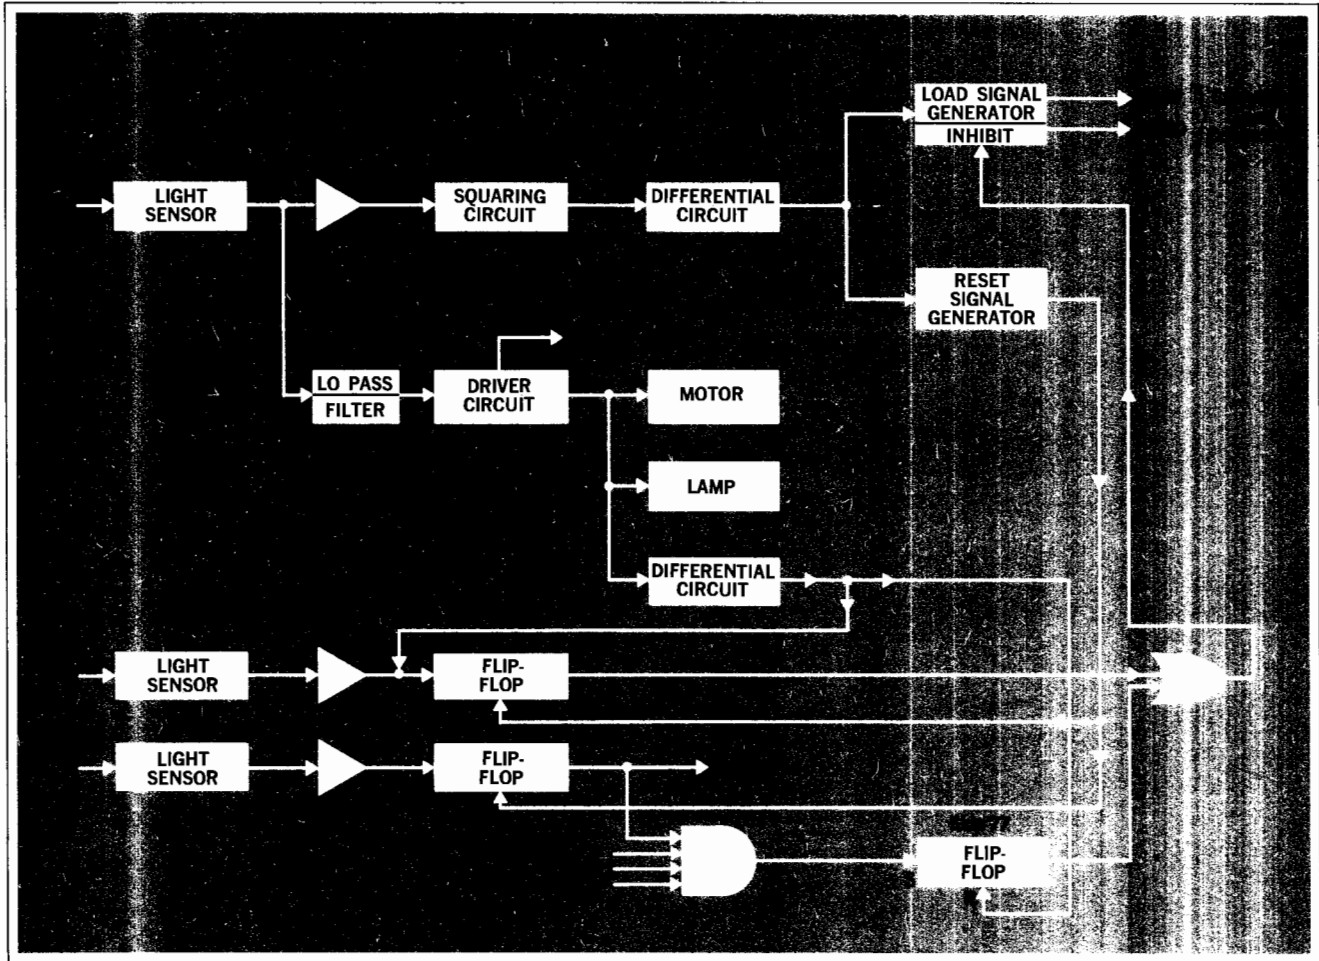 LOAD SIGNAL
GENERATOR
INHIBIT
LIGHT
SENSOR
SQUARING
CIRCUIT
DIFFERENTIAL
CIRCUIT
RESET
SIGNAL
GENERATOR
LO PASS
FILTER
DRIVER
CIRCUIT
MOTOR
LAMP
DIFFERENTIAL
CIRCUIT
LIGHT
SENSOR
FLIP-
FLOP
LIGHT
SENSOR
FLIP-
FLOP
FLIP-
FLOP